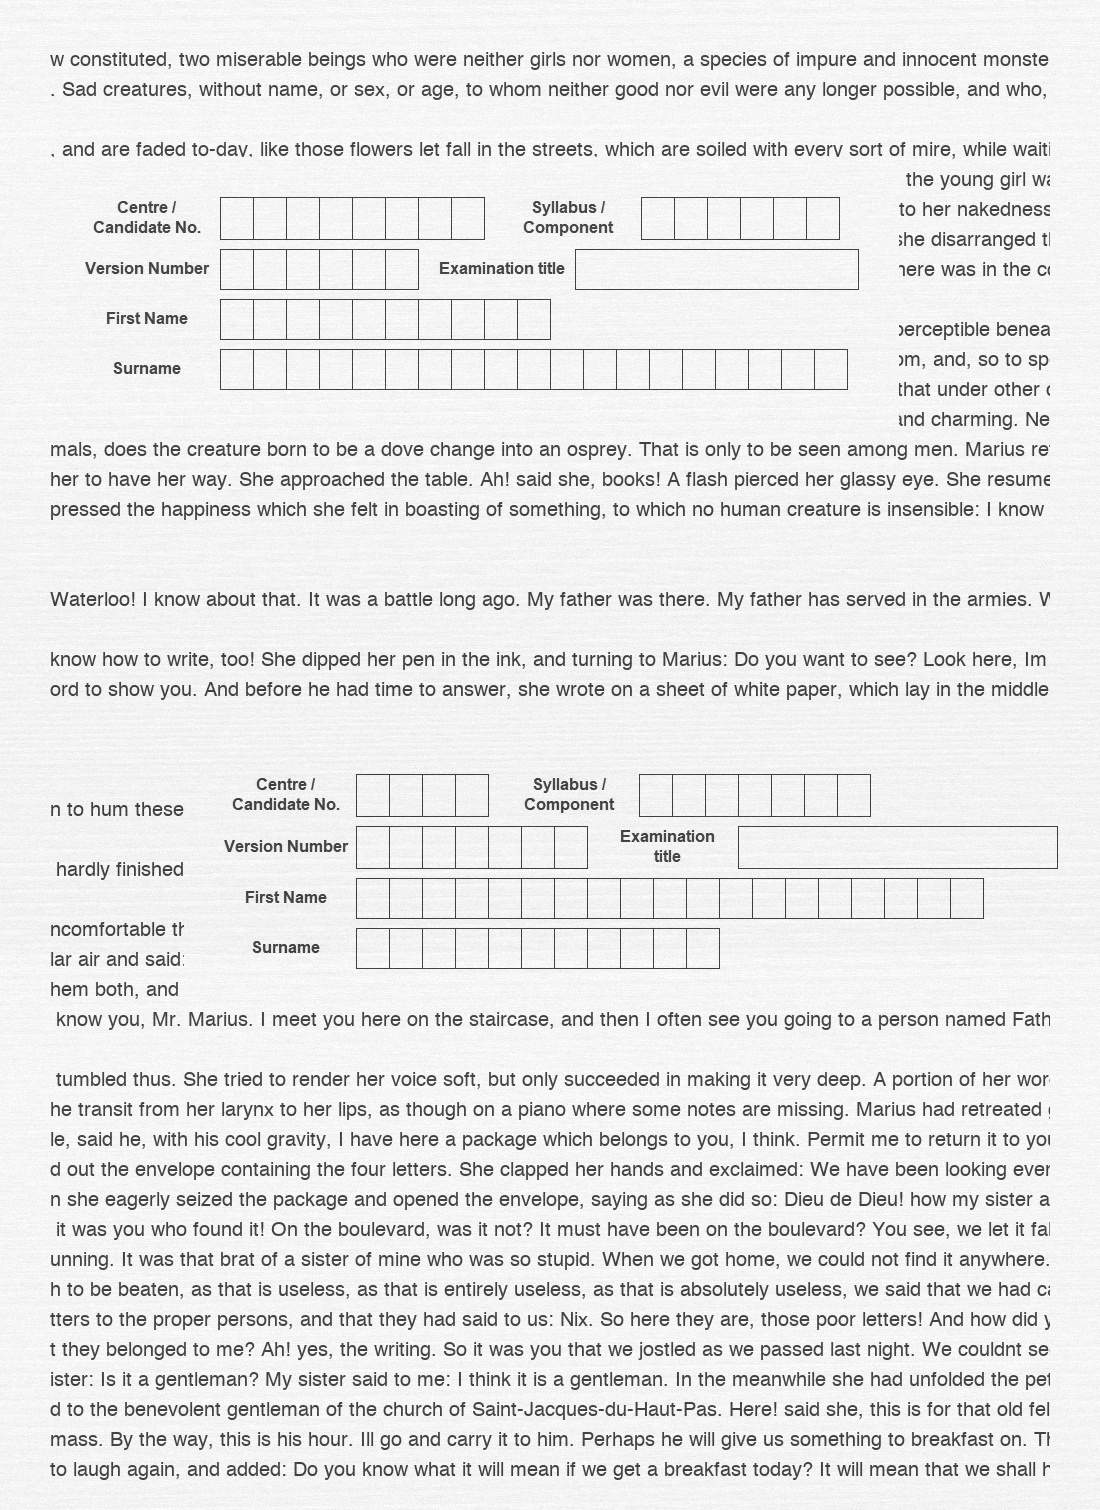 w constituted, two miserable beings who were neither girls nor women, a species of impure and innocent monste
. Sad creatures, without name, or sex, or age, to whom neither good nor evil were any longer possible, and who,
, and are faded to-day, like those flowers let fall in the streets, which are soiled with every sort of mire, while waiti
the young girl wa
Centre / Syllabus /
to her nakedness
Candidate No. Component
she disarranged
Version Number Examination title
here was in the
First Name
perceptible benea
om, and, so to sp
Surname
that under other
and charming. Ne
mals, does the creature born to be a dove change into an osprey. That is only to be seen among men. Marius
her to have her way. She approached the table. Ah! said she, books! A flash pierced her glassy eye. She resume
pressed the happiness which she felt in boasting of something, to which no human creature is insensible: I know
Waterloo! I know about that. It was a battle long ago. My father was there. My father has served in the armies.
know how to write, too! She dipped her pen in the ink, and turning to Marius: Do you want to see? Look here, Im
ord to show you. And before he had time to answer, she wrote on a sheet of white paper, which lay in the middle
Centre / Syllabus /
Candidate No. Component
n to hum these
Examination
Version Number title
hardly finished
First Name
ncomfortable
Surname
lar air and said:
hem both, and
know you, Mr. Marius. I meet you here on the staircase, and then I often see you going to a person named Fath
tumbled thus. She tried to render her voice soft, but only succeeded in making it very deep. A portion of her wor
he transit from her larynx to her lips, as though on a piano where some notes are missing. Marius had retreated
le, said he, with his cool gravity, I have here a package which belongs to you, I think. Permit me to return it to you
d out the envelope containing the four letters. She clapped her hands and exclaimed: We have been looking ever
n she eagerly seized the package and opened the envelope, saying as she did so: Dieu de Dieu! how my sister a
it was you who found it! On the boulevard, was it not? It must have been on the boulevard? You see, we let it fal
unning. It was that brat of a sister of mine who was so stupid. When we got home, we could not find it anywhere.
h to be beaten, as that is useless, as that is entirely useless, as that is absolutely useless, we said that we had ca
tters to the proper persons, and that they had said to us: Nix. So here they are, those poor letters! And how did y
t they belonged to me? Ah! yes, the writing. So it was you that we jostled as we passed last night. We couldnt se
ister: Is it a gentleman? My sister said to me: I think it is a gentleman. In the meanwhile she had unfolded the pet
d to the benevolent gentleman of the church of Saint-Jacques-du-Haut-Pas. Here! said she, this is for that old fel
mass. By the way, this is his hour. Ill go and carry it to him. Perhaps he will give us something to breakfast on. Th
to laugh again, and added: Do you know what it will mean if we get a breakfast today? It will mean that we shall